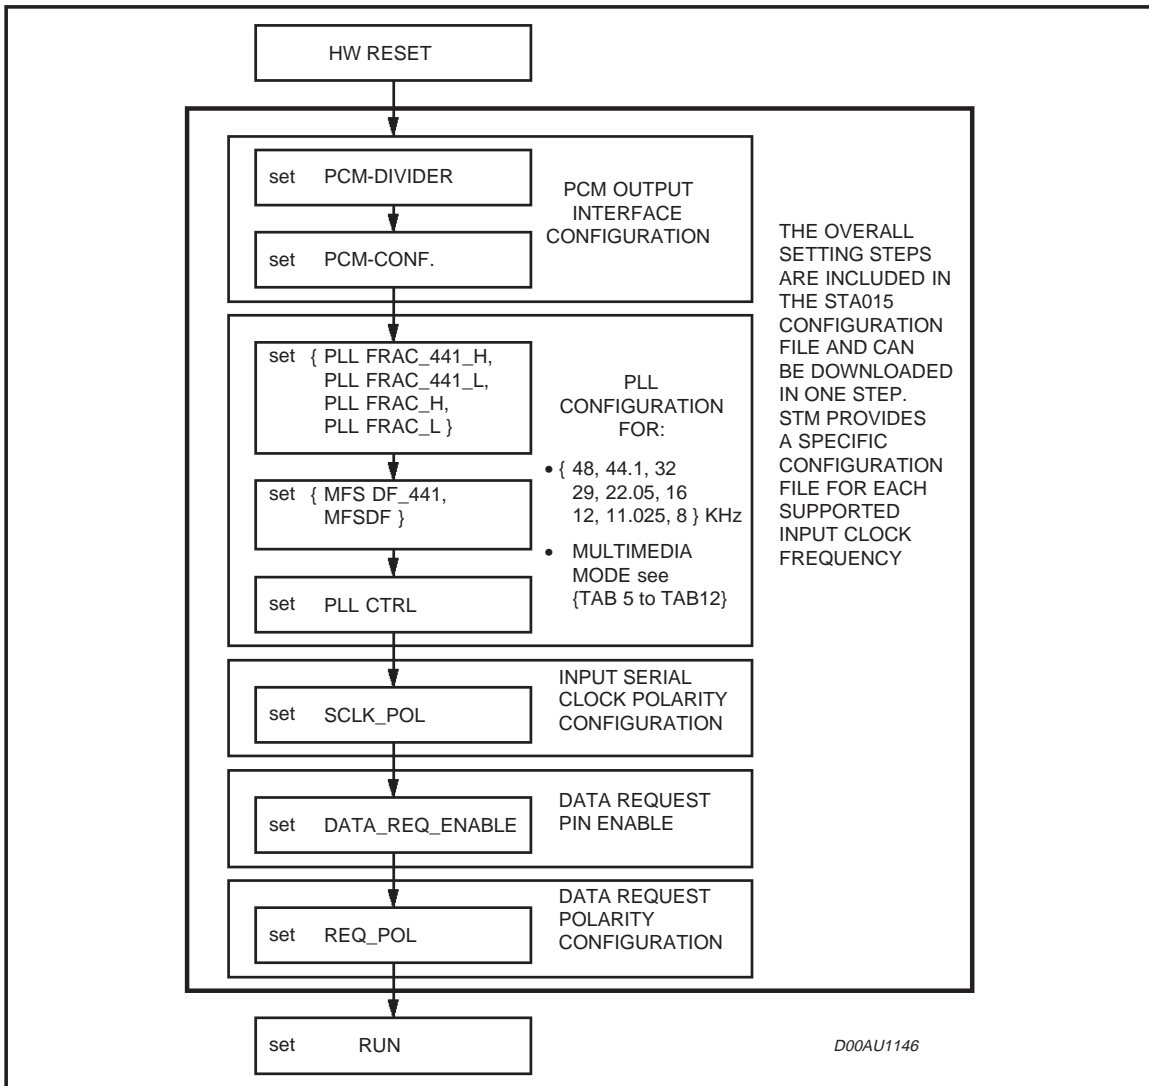 HW RESET
set PCM-DIVIDER
set PCM-CONF.
PCM OUTPUT
INTERFACE
CONFIGURATION
set { PLL FRAC_441_H,
PLL FRAC_441_L,
PLL FRAC_H,
PLL FRAC_L }
set { MFS DF_441,
MFSDF }
set PLL CTRL
PLL
CONFIGURATION
FOR:
• { 48, 44.1, 32
29, 22.05, 16
12, 11.025, 8 } KHz
• MULTIMEDIA
MODE see
{TAB 5 to TAB12}
set SCLK_POL
INPUT SERIAL
CLOCK POLARITY
CONFIGURATION
set DATA_REQ_ENABLE
DATA REQUEST
PIN ENABLE
set REQ_POL
DATA REQUEST
POLARITY
CONFIGURATION
THE OVERALL
SETTING STEPS
ARE INCLUDED IN
THE STA015
CONFIGURATION
FILE AND CAN
BE DOWNLOADED
IN ONE STEP.
STM PROVIDES
A SPECIFIC
CONFIGURATION
FILE FOR EACH
SUPPORTED
INPUT CLOCK
FREQUENCY
set RUN
D00AU1146